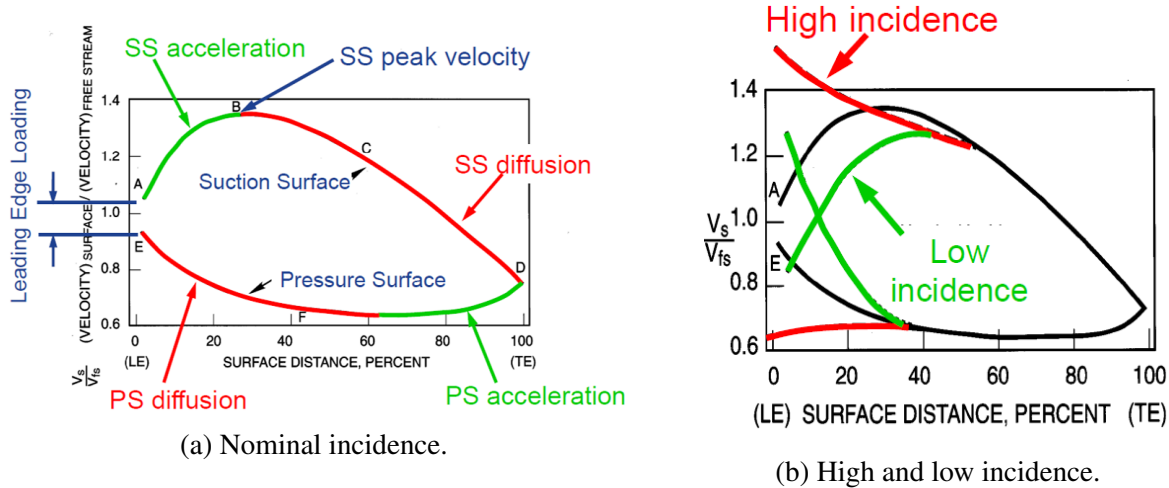 SS acceleration
SS peak velocity
Leading Edge Loading
(VELOCITY) SURFACE / (VELOCITY) FREE STREAM
Vs
Vfs
1.4
1.2
1.0
0.8
0.6
A
B
C
D
E
F
Suction Surface
SS diffusion
Pressure Surface
0 20 40 60 80 100
(LE) SURFACE DISTANCE, PERCENT (TE)
PS diffusion
PS acceleration
(a) Nominal incidence.
High incidence
1.4
1.2
A
1.0
Vs
Vfs
E
0.8
0.6
Low
incidence
0 20 40 60 80 100
(LE) SURFACE DISTANCE, PERCENT (TE)
(b) High and low incidence.